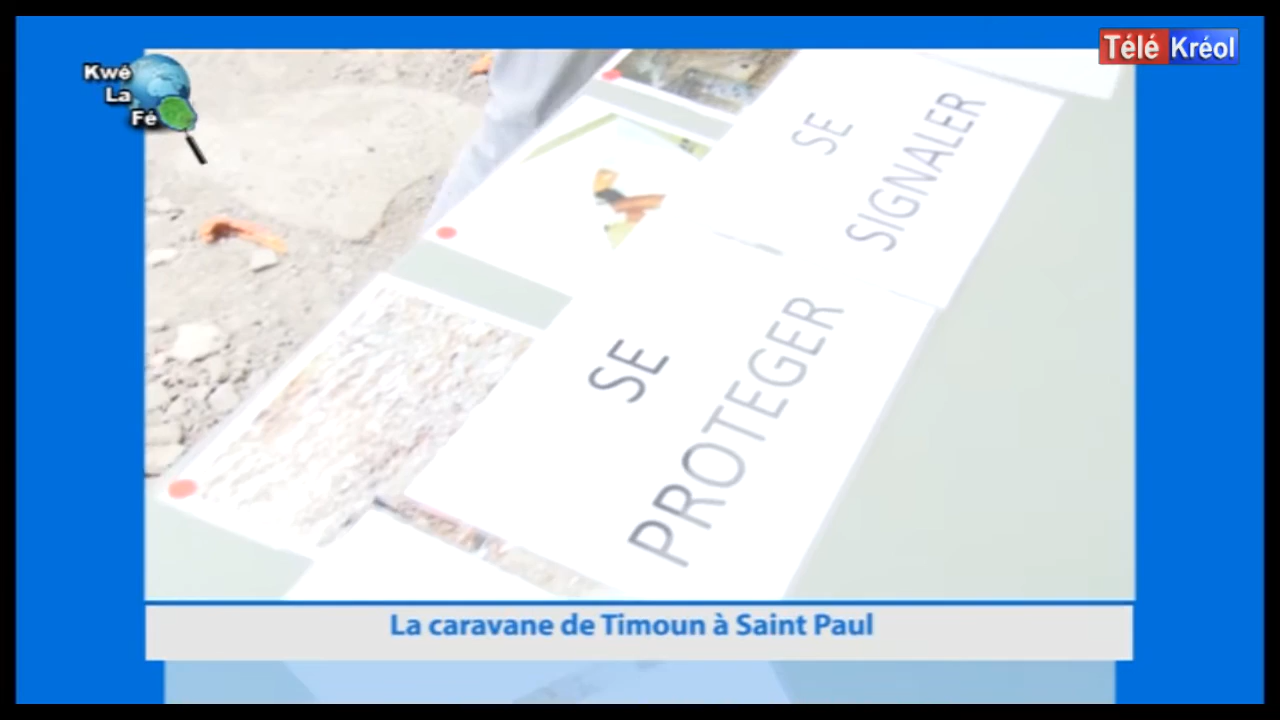 Télé Kréol
Kwé
La
Fé
SE
SIGNALER
SE
PROTEGER
La caravane de Timoun à Saint Paul